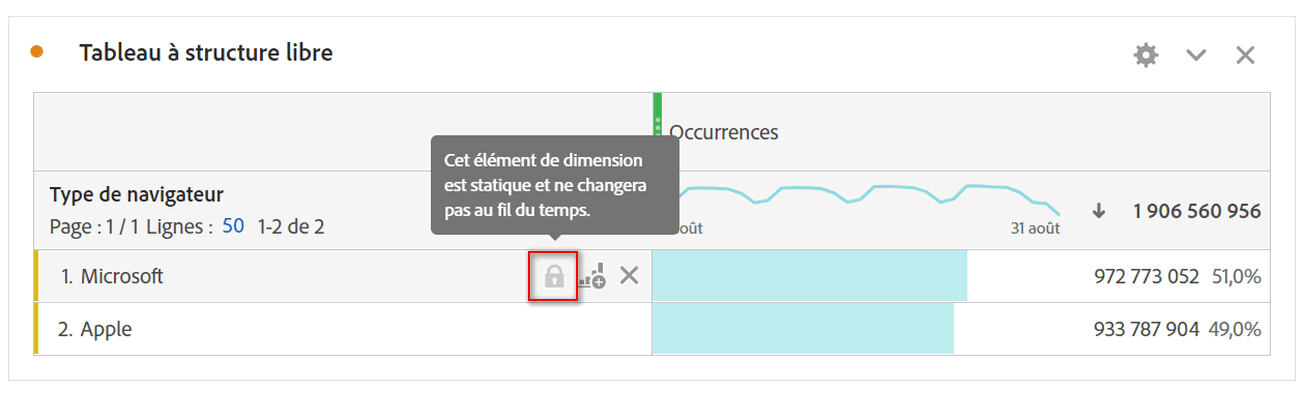 Tableau à structure libre
Occurrences
Cet élément de dimension
est statique et ne changera
pas au fil du temps.
Type de navigateur
Page : 1 / 1 Lignes : 50 1-2 de 2
31 août
1 906 560 956
1. Microsoft
972 773 052 51,0%
2. Apple
933 787 904 49,0%